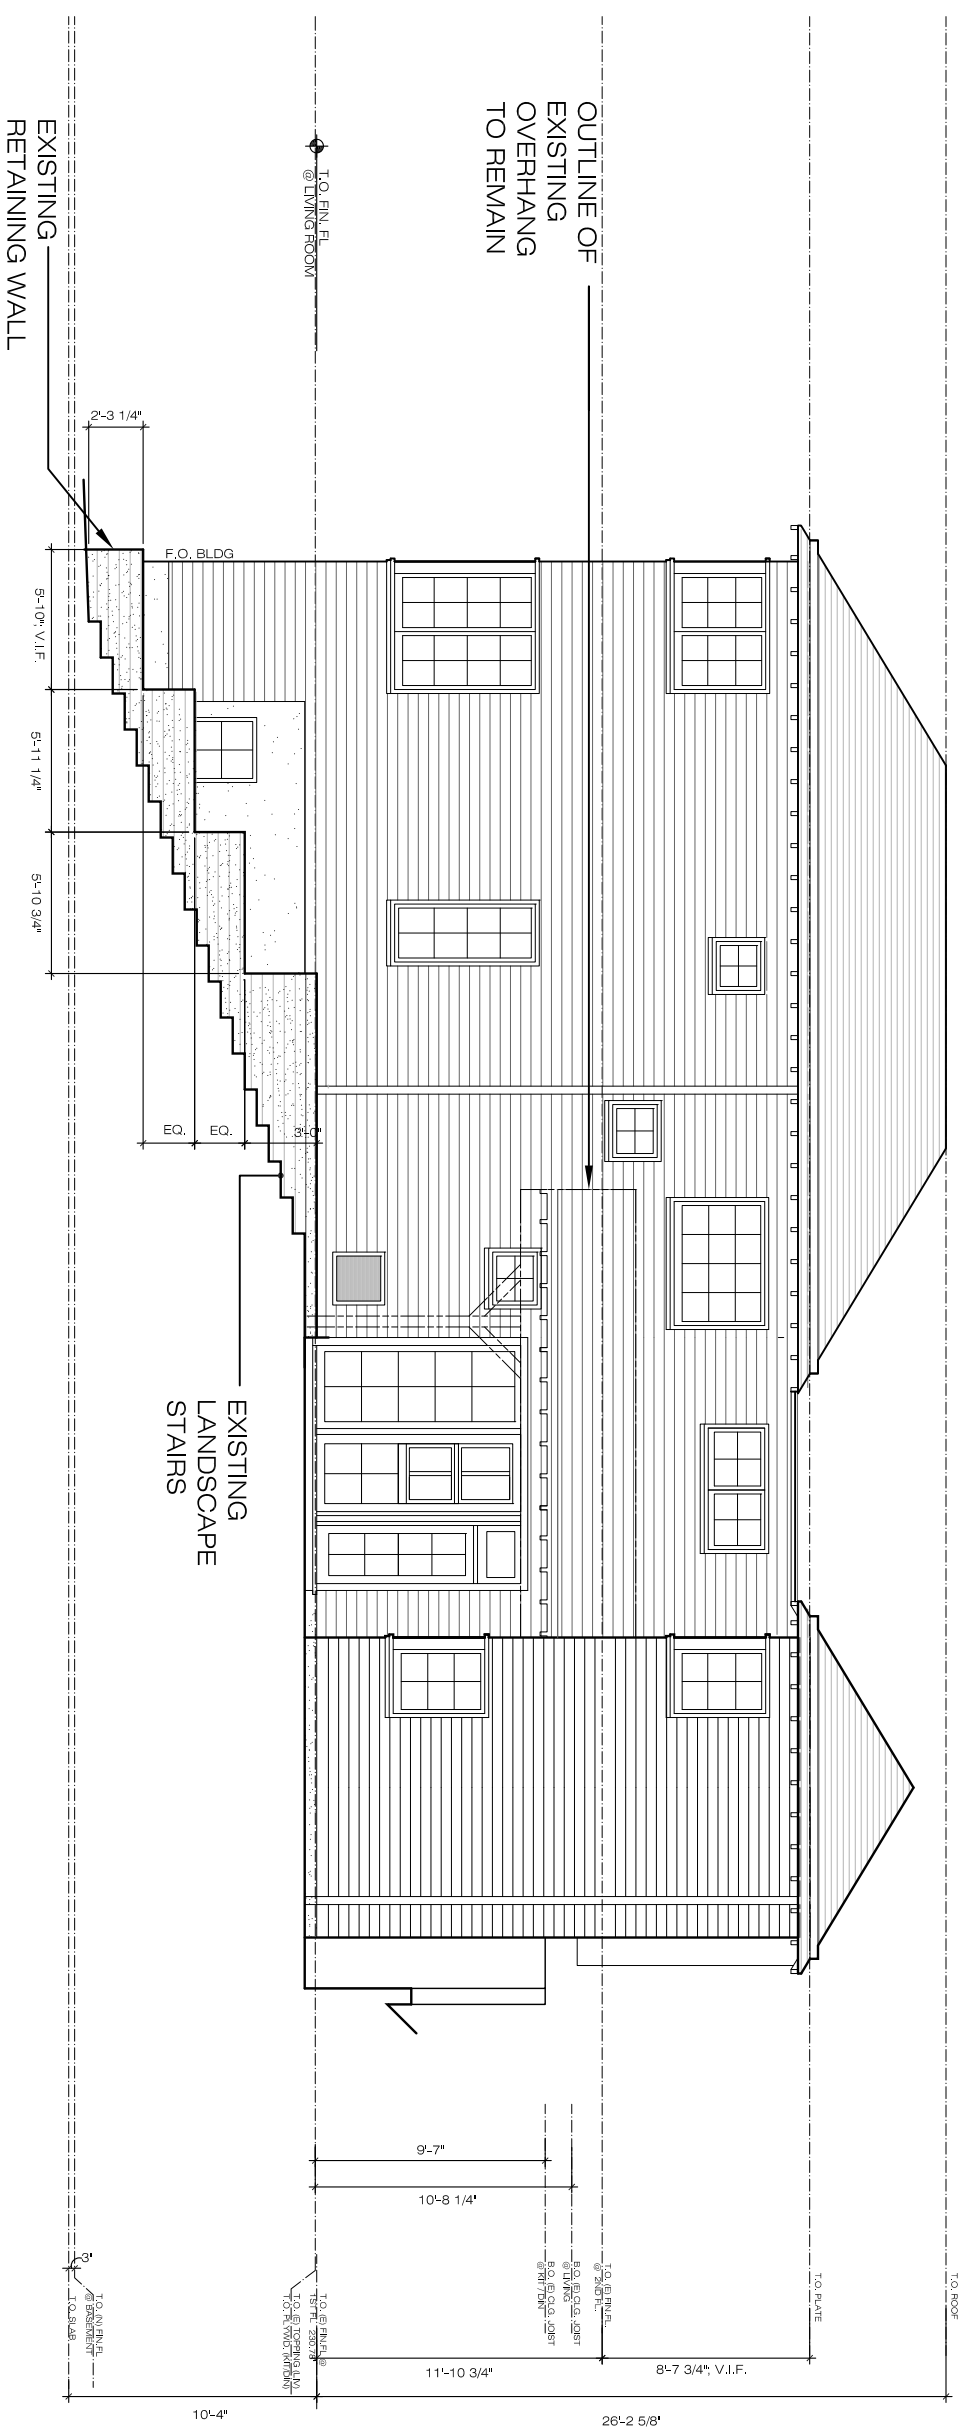 OUTLINE OF
EXISTING
OVERHANG
TO REMAIN
T.O. FIN. FL
@ LIVING ROOM
EXISTING
RETAINING WALL
2'-3 1/4"
F.O. BLDG
5'-10", V.I.F.
5'-11 1/4"
5'-10 3/4"
EQ.
EQ.
3'-0"
EXISTING
LANDSCAPE
STAIRS
9'-7"
10'-8 1/4"
T.O. ROOF
T.O. PLATE
T.O. (E) FIN.FL.
@ 2ND FL.
B.O. (E) CLG. JOIST
@ LIVING
B.O. (E) CLG. JOIST
@ KIT / DIN
T.O. (E) FIN.FL @
1ST FL
T.O. (E) TOPPING (LIV)
T.O. PLYWD. (KIT/DIN)
T.O. (N) FIN.FL
@ BASEMENT
T.O. SLAB
3"
8'-7 3/4", V.I.F.
11'-10 3/4"
10'-4"
26'-2 5/8"